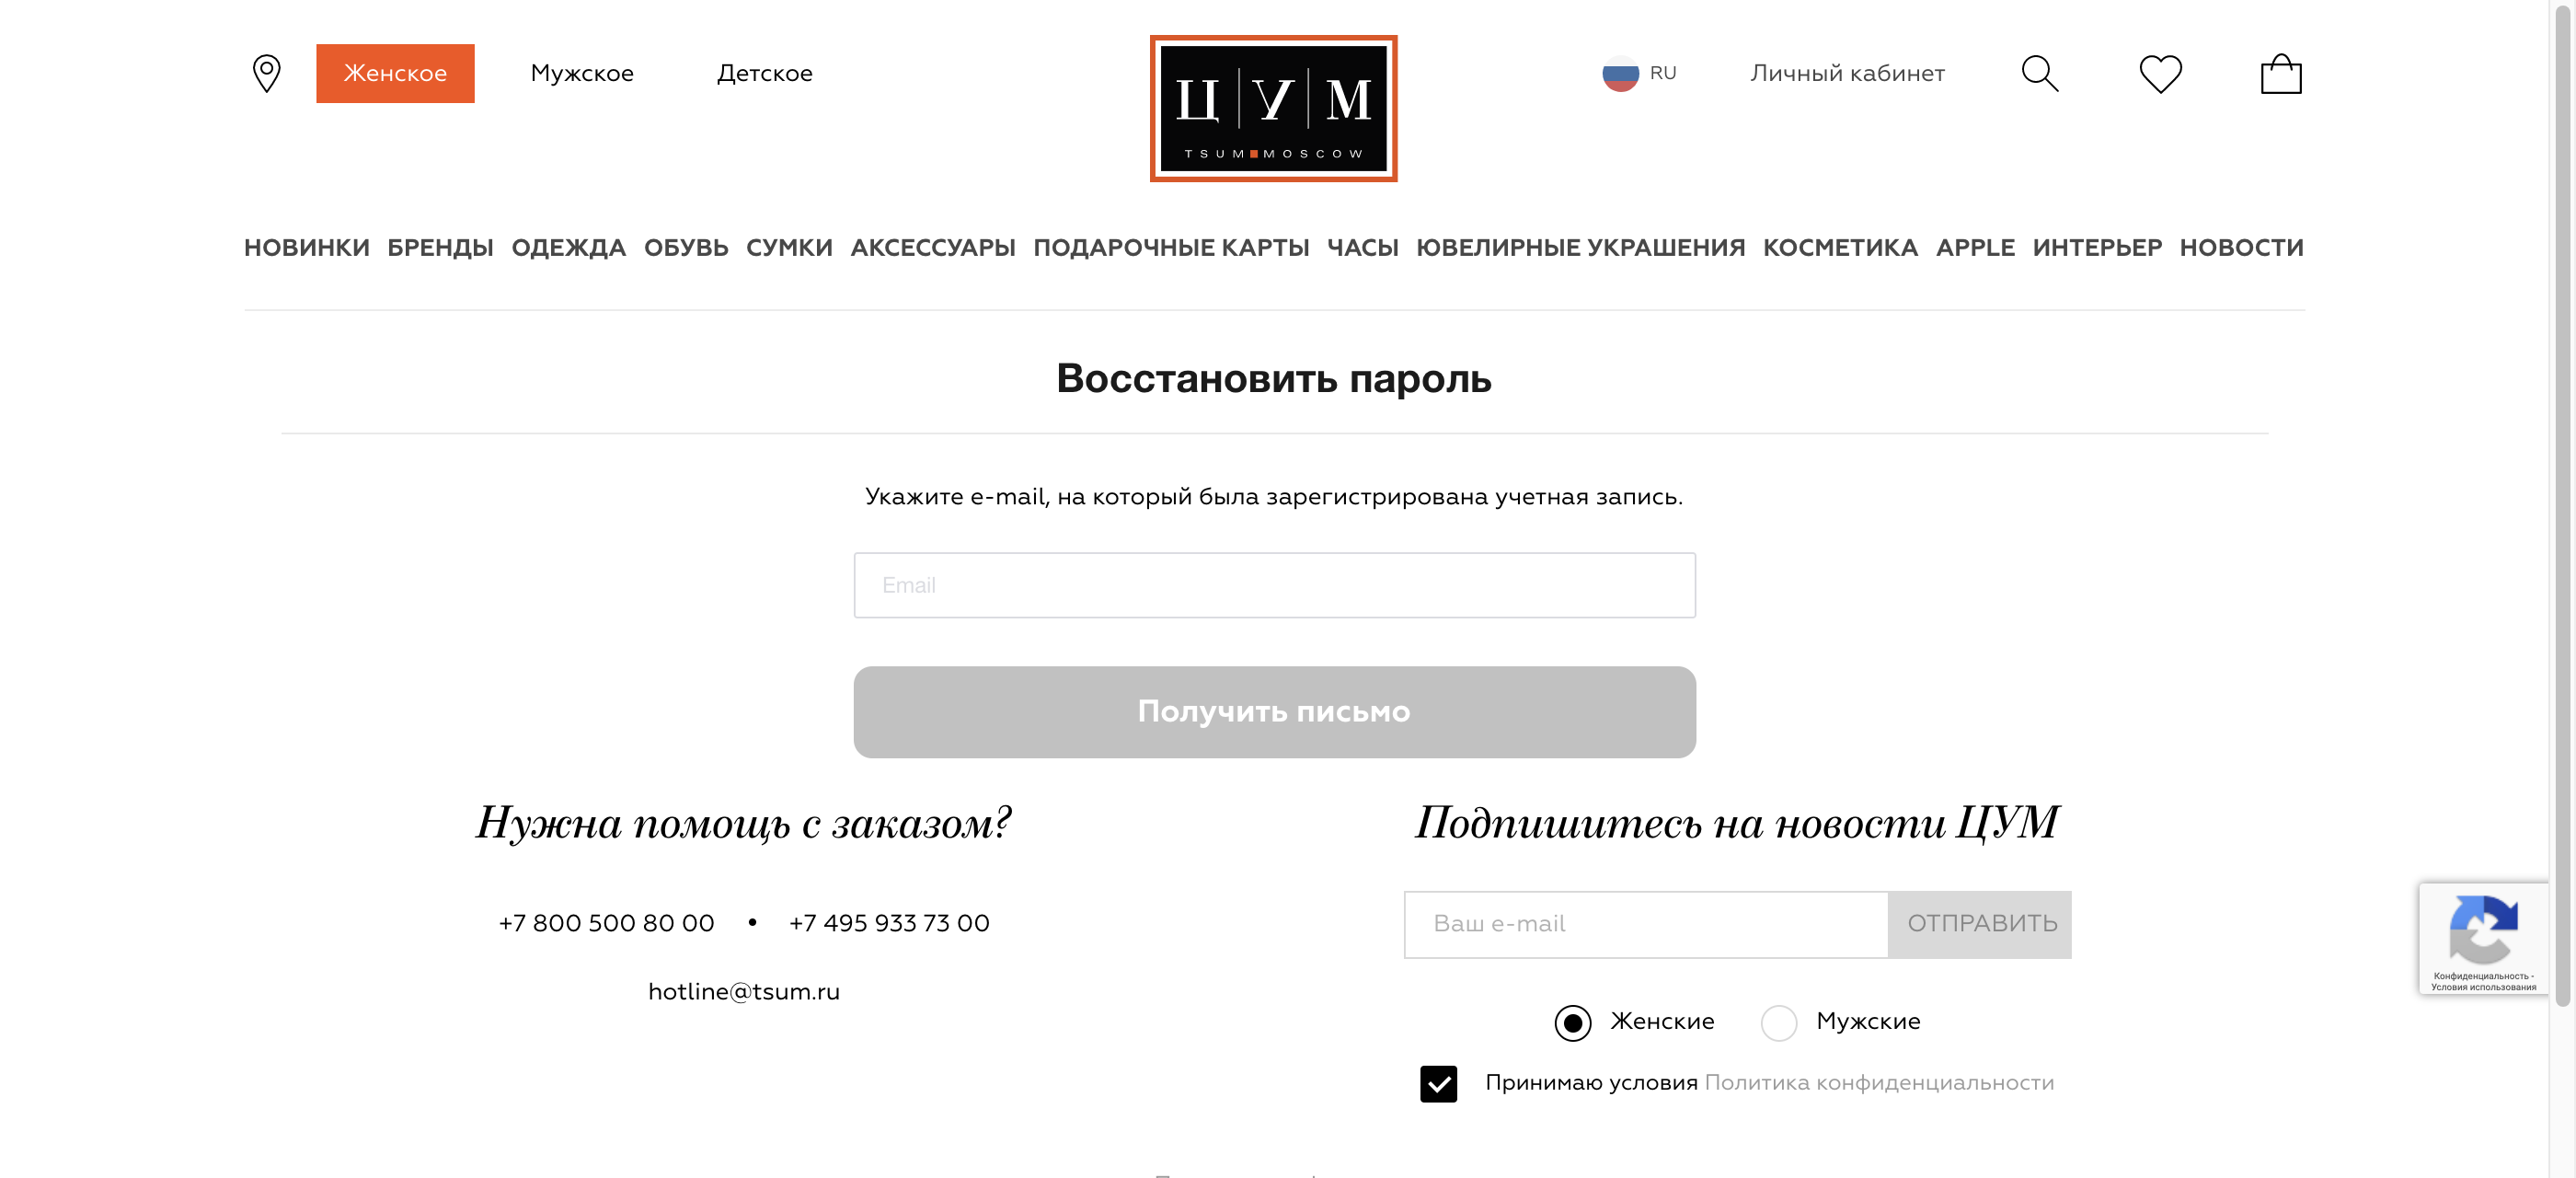 Женское Мужское Детское
Ц У М
TSUM MOSCOW
RU Личный кабинет
НОВИНКИ БРЕНДЫ ОДЕЖДА ОБУВЬ СУМКИ АКСЕССУАРЫ ПОДАРОЧНЫЕ КАРТЫ ЧАСЫ ЮВЕЛИРНЫЕ УКРАШЕНИЯ КОСМЕТИКА APPLE ИНТЕРЬЕР НОВОСТИ
Восстановить пароль
Укажите e-mail, на который была зарегистрирована учетная запись.
Email
Получить письмо
Нужна помощь с заказом?
+7 800 500 80 00 • +7 495 933 73 00
hotline@tsum.ru
Подпишитесь на новости ЦУМ
Ваш e-mail ОТПРАВИТЬ
Женские Мужские
Принимаю условия Политика конфиденциальности
Конфиденциальность -
Условия использования